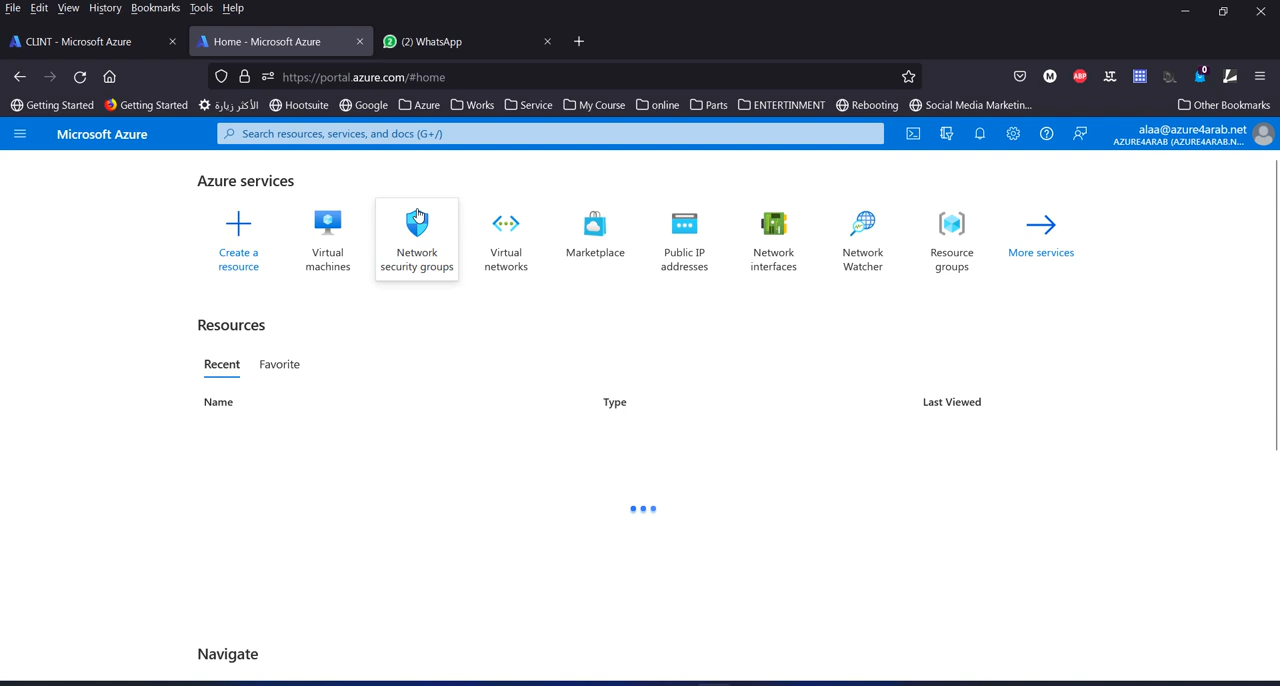 File Edit View History Bookmarks Tools Help
CLINT - Microsoft Azure
Home - Microsoft Azure
(2) WhatsApp
https://portal.azure.com/#home
Getting Started
Getting Started
الأكثر زيارة
Hootsuite
Google
Azure
Works
Service
My Course
online
Parts
ENTERTINMENT
Rebooting
Social Media Marketin...
Other Bookmarks
Microsoft Azure
Search resources, services, and docs (G+/)
alaa@azure4arab.net
AZURE4ARAB (AZURE4ARAB.N...
Azure services
Create a
resource
Virtual
machines
Network
security groups
Virtual
networks
Marketplace
Public IP
addresses
Network
interfaces
Network
Watcher
Resource
groups
More services
Resources
Recent Favorite
Name Type Last Viewed
Navigate